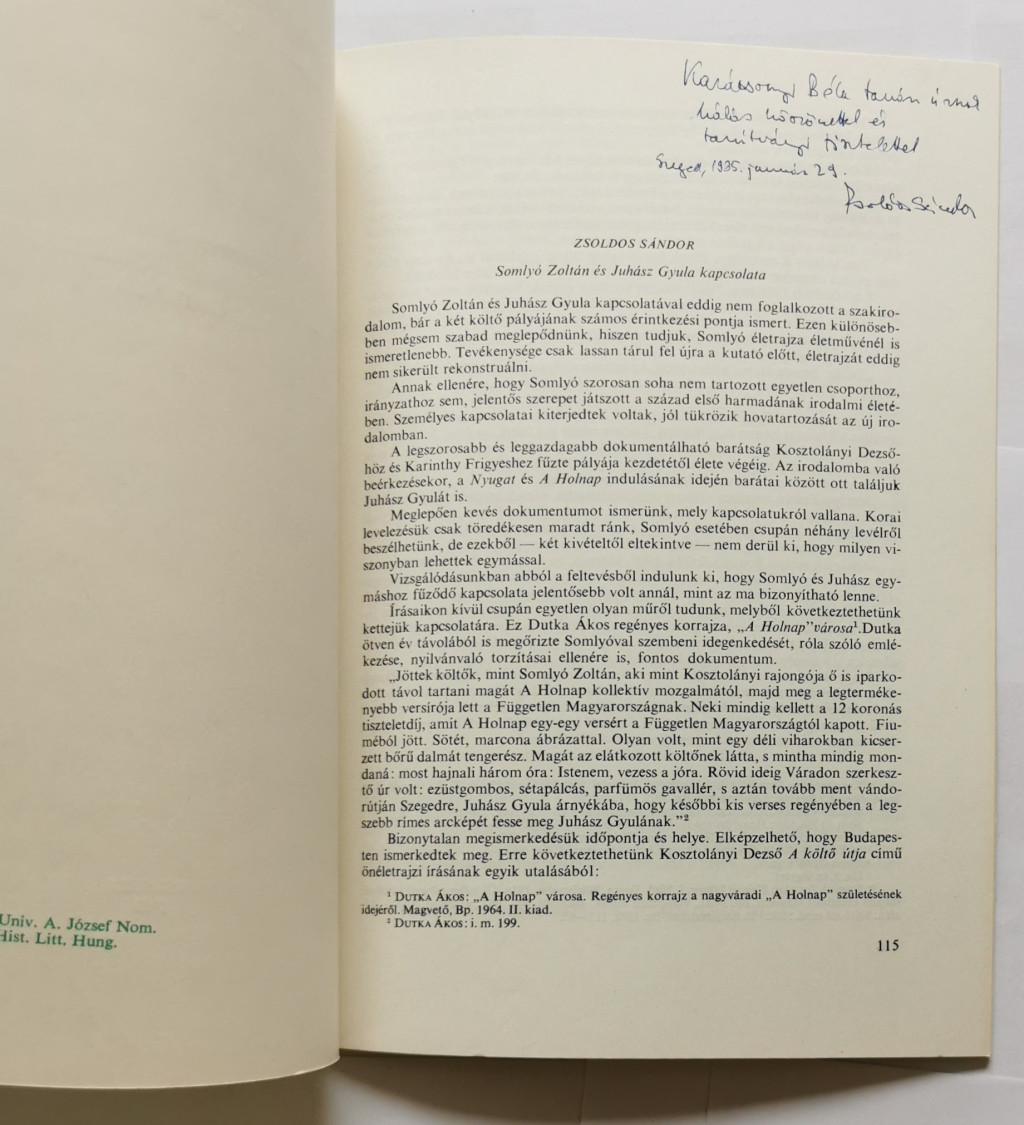 Karácsonyi Béla tanár úrnak
hálás köszönettel és
tanítványi tisztelettel
Szeged, 1985. január 29.
Zsoldos Sándor
ZSOLDOS SÁNDOR
Somlyó Zoltán és Juhász Gyula kapcsolata
Somlyó Zoltán és Juhász Gyula kapcsolatával eddig nem foglalkozott a szakiro-
dalom, bár a két költő pályájának számos érintkezési pontja ismert. Ezen különöseb-
ben mégsem szabad meglepődnünk, hiszen tudjuk, Somlyó életrajza életművénél is
ismeretlenebb. Tevékenysége csak lassan tárul fel újra a kutató előtt, életrajzát eddig
nem sikerült rekonstruálni.
Annak ellenére, hogy Somlyó szorosan soha nem tartozott egyetlen csoporthoz,
irányzathoz sem, jelentős szerepet játszott a század első harmadának irodalmi életé-
ben. Személyes kapcsolatai kiterjedtek voltak, jól tükrözik hovatartozását az új iro-
dalomban.
A legszorosabb és leggazdagabb dokumentálható barátság Kosztolányi Dezső-
höz és Karinthy Frigyeshez fűzte pályája kezdetétől élete végéig. Az irodalomba való
beérkezésekor, a Nyugat és A Holnap indulásának idején barátai között ott találjuk
Juhász Gyulát is.
Meglepően kevés dokumentumot ismerünk, mely kapcsolatukról vallana. Korai
levelezésük csak töredékesen maradt ránk, Somlyó esetében csupán néhány levélről
beszélhetünk, de ezekből — két kivételtől eltekintve — nem derül ki, hogy milyen vi-
szonyban lehettek egymással.
Vizsgálódásunkban abból a feltevésből indulunk ki, hogy Somlyó és Juhász egy-
máshoz fűződő kapcsolata jelentősebb volt annál, mint az ma bizonyítható lenne.
Írásaikon kívül csupán egyetlen olyan műről tudunk, melyből következtethetünk
kettejük kapcsolatára. Ez Dutka Ákos regényes korrajza, „A Holnap" városa¹.Dutka
ötven év távolából is megőrizte Somlyóval szembeni idegenkedését, róla szóló emlé-
kezése, nyilvánvaló torzításai ellenére is, fontos dokumentum.
„Jöttek költők, mint Somlyó Zoltán, aki mint Kosztolányi rajongója ő is iparko-
dott távol tartani magát A Holnap kollektív mozgalmától, majd meg a legterméke-
nyebb versírója lett a Független Magyarországnak. Neki mindig kellett a 12 koronás
tiszteletdíj, amit A Holnap egy-egy versért a Független Magyarországtól kapott. Fiu-
méból jött. Sötét, marcona ábrázattal. Olyan volt, mint egy déli viharokban kicser-
zett bőrű dalmát tengerész. Magát az elátkozott költőnek látta, s mintha mindig mon-
daná: most hajnali három óra: Istenem, vezess a jóra. Rövid ideig Váradon szerkesz-
tő úr volt: ezüstgombos, sétapálcás, parfümös gavallér, s aztán tovább ment vándo-
rútján Szegedre, Juhász Gyula árnyékába, hogy későbbi kis verses regényében a leg-
szebb rímes arcképét fesse meg Juhász Gyulának."²
Bizonytalan megismerkedésük időpontja és helye. Elképzelhető, hogy Budapes-
ten ismerkedtek meg. Erre következtethetünk Kosztolányi Dezső A költő útja című
önéletrajzi írásának egyik utalásából:
¹ DUTKA ÁKOS: „A Holnap" városa. Regényes korrajz a nagyváradi „A Holnap" születésének
idejéről. Magvető, Bp. 1964. II. kiad.
² DUTKA ÁKOS: i. m. 199.
115
Univ. A. József Nom.
Hist. Litt. Hung.